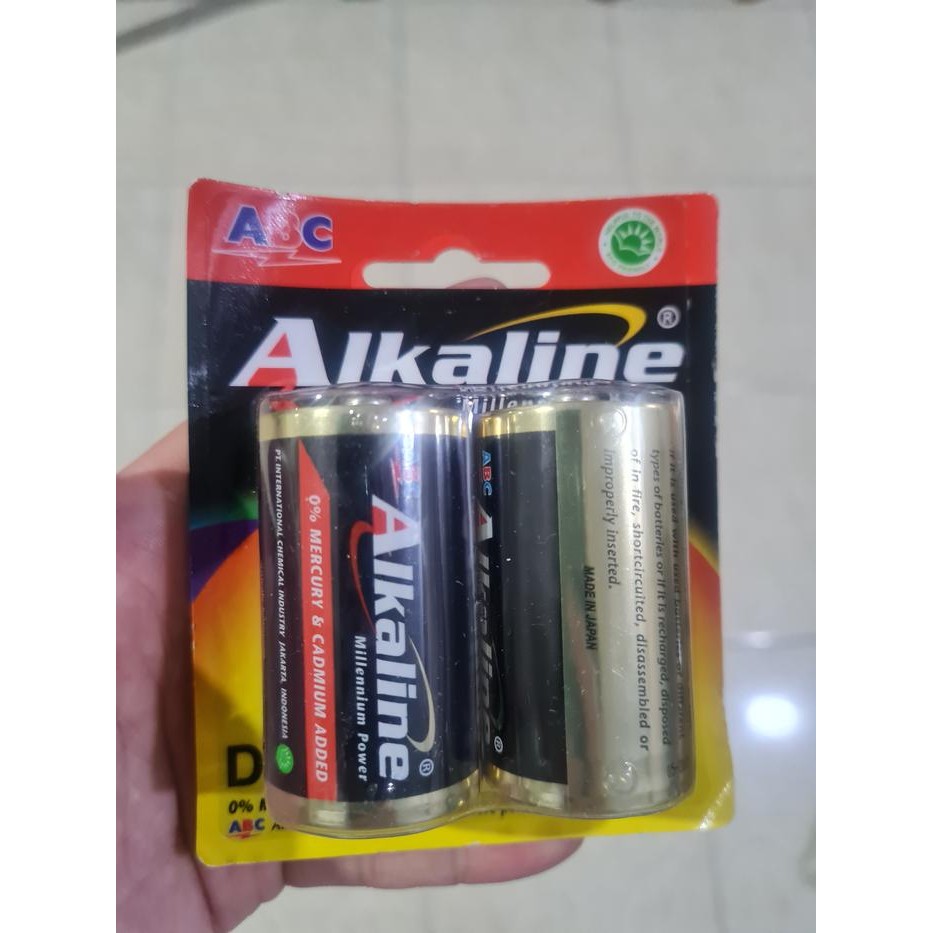 ABC
Alkaline®
PT. INTERNATIONAL CHEMICAL INDUSTRY JAKARTA, INDONESIA
0% MERCURY & CADMIUM ADDED
Alkaline®
Millennium Power
ABC
Alkaline®
MADE IN JAPAN
types of batteries or if it is recharged, disposed
of in fire, shortcircuited, disassembled or
improperly inserted.
D
0%
ABC